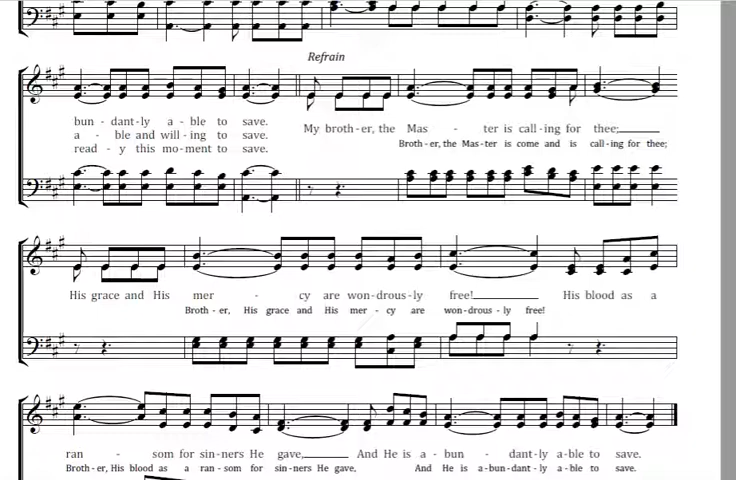 Refrain
bun - dant-ly a - ble to save.
a - ble and will - ing to save.
read - y this mo-ment to save.
My broth-er, the Mas - ter is call-ing for thee;
Broth-er, the Mas-ter is come and is call-ing for thee;
His grace and His mer - cy are won-drous-ly free! His blood as a
Broth - er, His grace and His mer - cy are won-drous - ly free!
ran - som for sin-ners He gave, And He is a - bun - dant-ly a-ble to save.
Broth-er, His blood as a ran - som for sin-ners He gave, And He is a-bun-dant - ly a-ble to save.